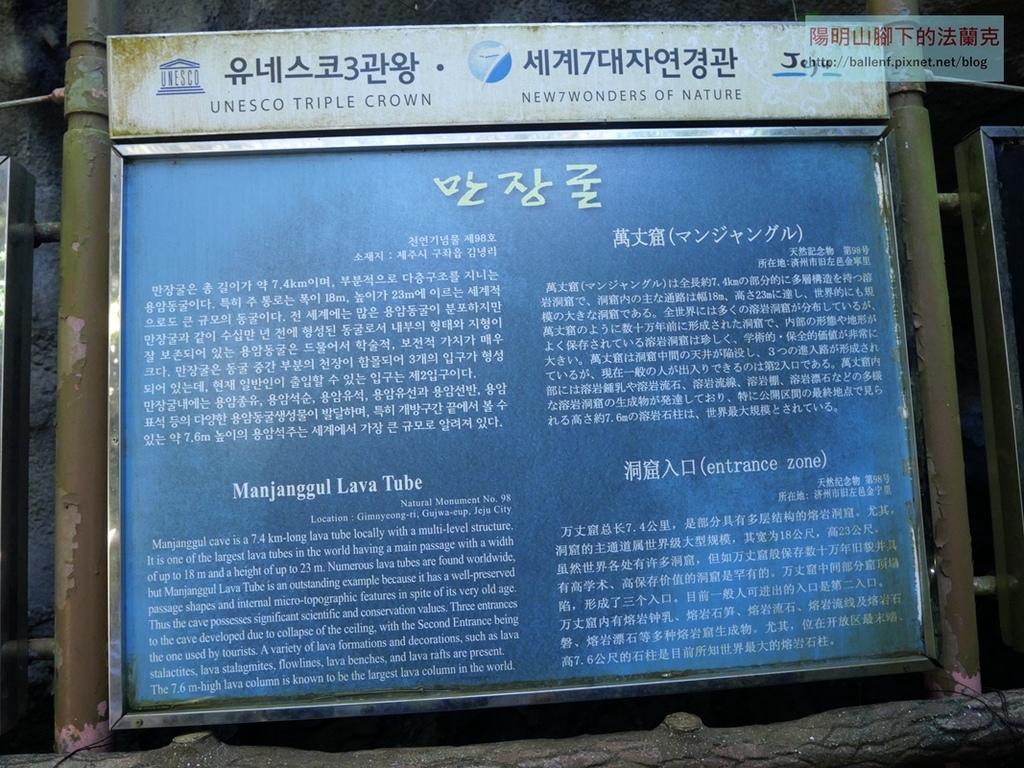 陽明山腳下的法蘭克
http://ballenf.pixnet.net/blog
UNESCO
유네스코3관왕 · 세계7대자연경관
UNESCO TRIPLE CROWN NEW7WONDERS OF NATURE
만장굴
천연기념물 제98호
소재지 : 제주시 구좌읍 김녕리
만장굴은 총 길이가 약 7.4km이며, 부분적으로 다층구조를 지니는
용암동굴이다. 특히 주 통로는 폭이 18m, 높이가 23m에 이르는 세계적
으로도 큰 규모의 동굴이다. 전 세계에는 많은 용암동굴이 분포하지만
만장굴과 같이 수십만 년 전에 형성된 동굴로서 내부의 형태와 지형이
잘 보존되어 있는 용암동굴은 드물어서 학술적, 보전적 가치가 매우
크다. 만장굴은 동굴 중간 부분의 천장이 함몰되어 3개의 입구가 형성
되어 있는데, 현재 일반인이 출입할 수 있는 입구는 제2입구이다.
만장굴내에는 용암종유, 용암석순, 용암유석, 용암유선과 용암선반, 용암
표석 등의 다양한 용암동굴생성물이 발달하며, 특히 개방구간 끝에서 볼 수
있는 약 7.6m 높이의 용암석주는 세계에서 가장 큰 규모로 알려져 있다.
Manjanggul Lava Tube
Natural Monument No. 98
Location : Gimnyeong-ri, Gujwa-eup, Jeju City
Manjanggul cave is a 7.4 km-long lava tube locally with a multi-level structure.
It is one of the largest lava tubes in the world having a main passage with a width
of up to 18 m and a height of up to 23 m. Numerous lava tubes are found worldwide,
but Manjanggul Lava Tube is an outstanding example because it has a well-preserved
passage shapes and internal micro-topographic features in spite of its very old age.
Thus the cave possesses significant scientific and conservation values. Three entrances
to the cave developed due to collapse of the ceiling, with the Second Entrance being
the one used by tourists. A variety of lava formations and decorations, such as lava
stalactites, lava stalagmites, flowlines, lava benches, and lava rafts are present.
The 7.6 m-high lava column is known to be the largest lava column in the world.
萬丈窟(マンジャングル)
天然記念物 第98号
所在地:済州市旧左邑金寧里
萬丈窟(マンジャングル)は全長約7.4kmの部分的に多層構造を持つ溶
岩洞窟で、洞窟内の主な通路は幅18m、高さ23mに達し、世界的にも規
模の大きな洞窟である。全世界には多くの溶岩洞窟が分布しているが、
萬丈窟のように数十万年前に形成された洞窟で、内部の形態や地形が
よく保存されている溶岩洞窟は珍しく、学術的・保全的価値が非常に
大きい。萬丈窟は洞窟中間の天井が陥没し、3つの進入路が形成され
ているが、現在一般の人が出入りできるのは第2入口である。萬丈窟内
部には溶岩鍾乳や溶岩流石、溶岩流線、溶岩棚、溶岩漂石などの多様
な溶岩洞窟の生成物が発達しており、特に公開区間の最終地点で見ら
れる高さ約7.6mの溶岩石柱は、世界最大規模とされている。
洞窟入口(entrance zone)
天然纪念物 第98号
所在地: 济州市旧左邑金宁里
万丈窟总长7.4公里，是部分具有多层结构的熔岩洞窟。尤其，
洞窟的主通道属世界级大型规模，其宽为18公尺，高23公尺。
虽然世界各处有许多洞窟，但如万丈窟般保存数十万年旧貌并具
有高学术、高保存价值的洞窟是罕有的。万丈窟中间部分窟顶塌
陷，形成了三个入口。目前一般人可进出的入口是第二入口。
万丈窟内有熔岩钟乳、熔岩石笋、熔岩流石、熔岩流线及熔岩石
磐、熔岩漂石等多种熔岩窟生成物。尤其，位在开放区最末端、
高7.6公尺的石柱是目前所知世界最大的熔岩石柱。